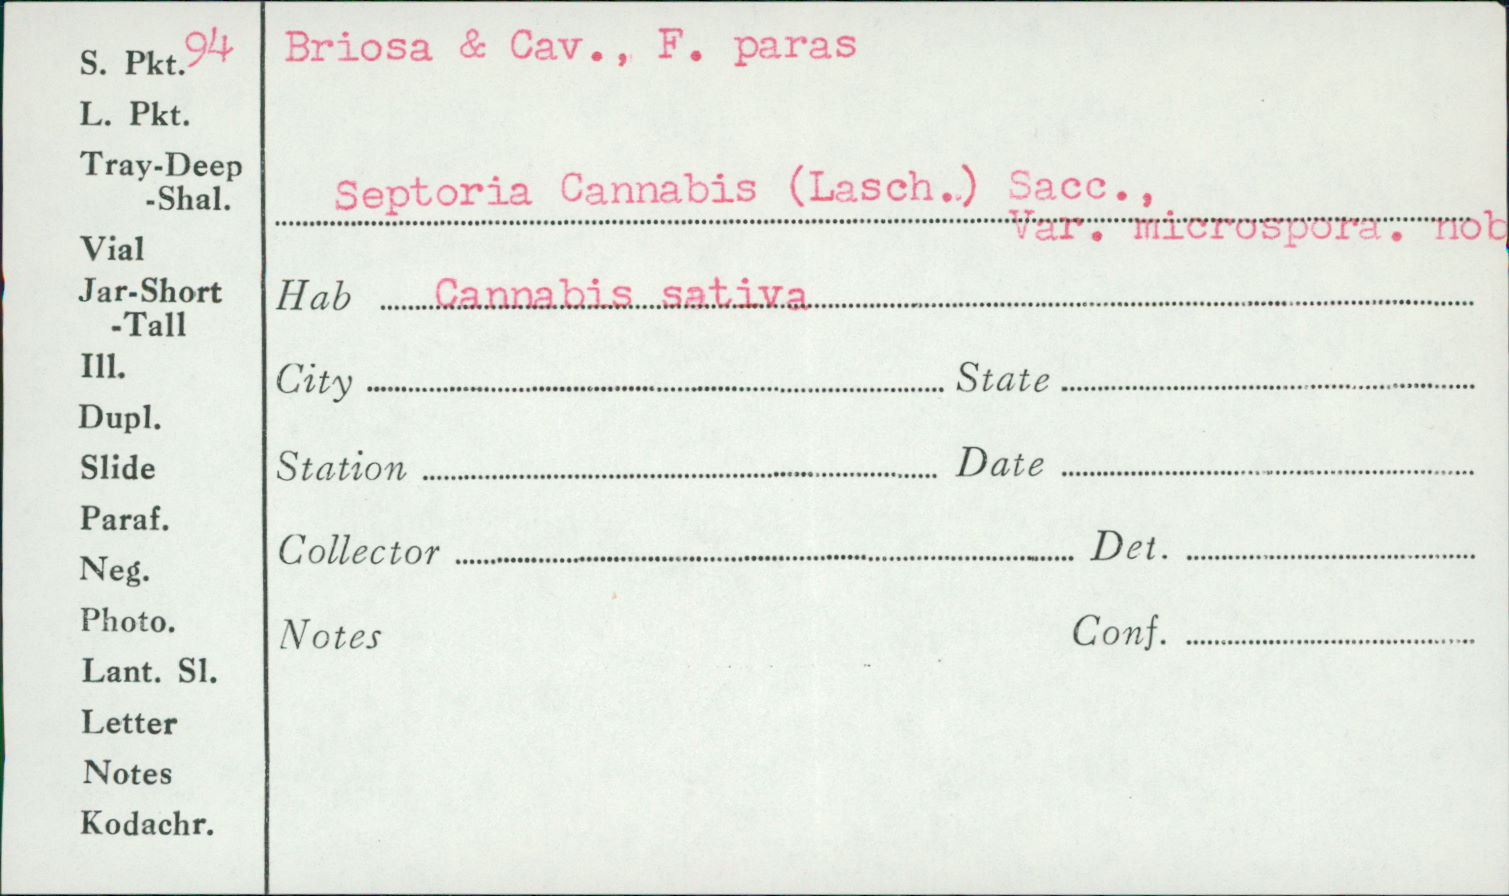 S. Pkt. 94
L. Pkt.
Tray-Deep
-Shal.
Vial
Jar-Short
-Tall
Ill.
Dupl.
Slide
Paraf.
Neg.
Photo.
Lant. Sl.
Letter
Notes
Kodachr.
Briosa & Cav., F. paras
Septoria Cannabis (Lasch.) Sacc.,
Var. microspora. nob
Hab Cannabis sativa
City State
Station Date
Collector Det.
Notes Conf.